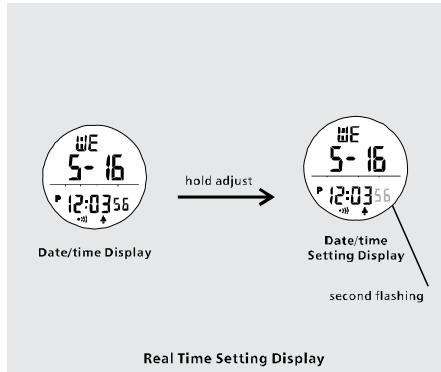 WE
5-16
P 12:03 56
Date/time Display
hold adjust
WE
5-16
P 12:03 56
Date/time
Setting Display
second flashing
Real Time Setting Display